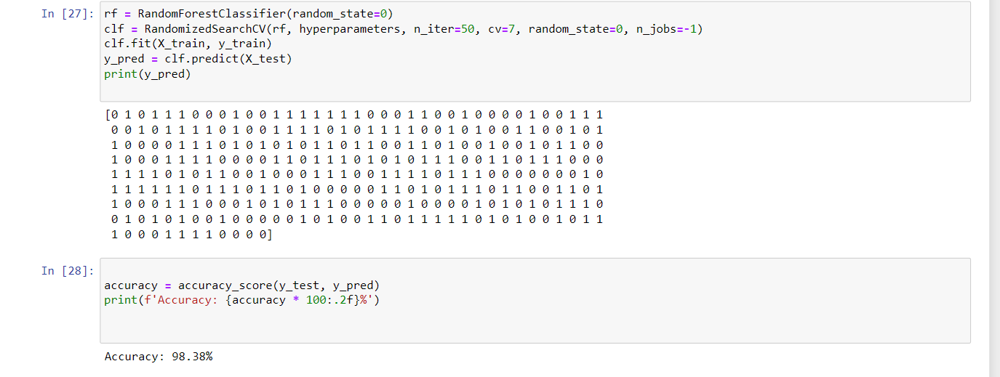 In [27]: rf = RandomForestClassifier(random_state=0)
clf = RandomizedSearchCV(rf, hyperparameters, n_iter=50, cv=7, random_state=0, n_jobs=-1)
clf.fit(X_train, y_train)
y_pred = clf.predict(X_test)
print(y_pred)
[0 1 0 1 1 1 0 0 0 1 0 0 1 1 1 1 1 1 1 0 0 0 1 1 0 0 1 0 0 0 0 1 0 0 1 1 1
0 0 1 0 1 1 1 1 0 1 0 0 1 1 1 1 0 1 0 1 1 1 1 0 0 1 0 1 0 0 1 1 0 0 1 0 1
1 0 0 0 0 1 1 1 0 1 0 1 0 1 0 1 1 0 1 1 0 0 1 1 0 1 0 0 1 0 0 1 0 1 1 0 0
1 0 0 0 1 1 1 1 0 0 0 0 1 1 0 1 1 1 0 1 0 1 0 1 1 1 0 0 1 1 0 1 1 1 0 0 0
1 1 1 1 0 1 0 1 1 0 0 1 0 0 0 1 1 1 0 0 1 1 1 1 0 1 1 1 0 0 0 0 0 0 0 1 0
1 1 1 1 1 1 0 1 1 1 0 1 1 0 1 0 0 0 0 0 1 1 0 1 0 1 1 1 0 1 1 0 0 1 1 0 1
1 0 0 0 1 1 1 0 0 0 1 0 1 0 1 1 1 0 0 0 0 0 1 0 0 0 0 1 0 1 0 1 0 1 1 1 0
0 1 0 1 0 1 0 0 1 0 0 0 0 0 1 0 1 0 0 1 1 0 1 1 1 1 1 0 1 0 1 0 0 1 0 1 1
1 0 0 0 1 1 1 1 0 0 0 0]
In [28]:
accuracy = accuracy_score(y_test, y_pred)
print(f'Accuracy: {accuracy * 100:.2f}%')
Accuracy: 98.38%